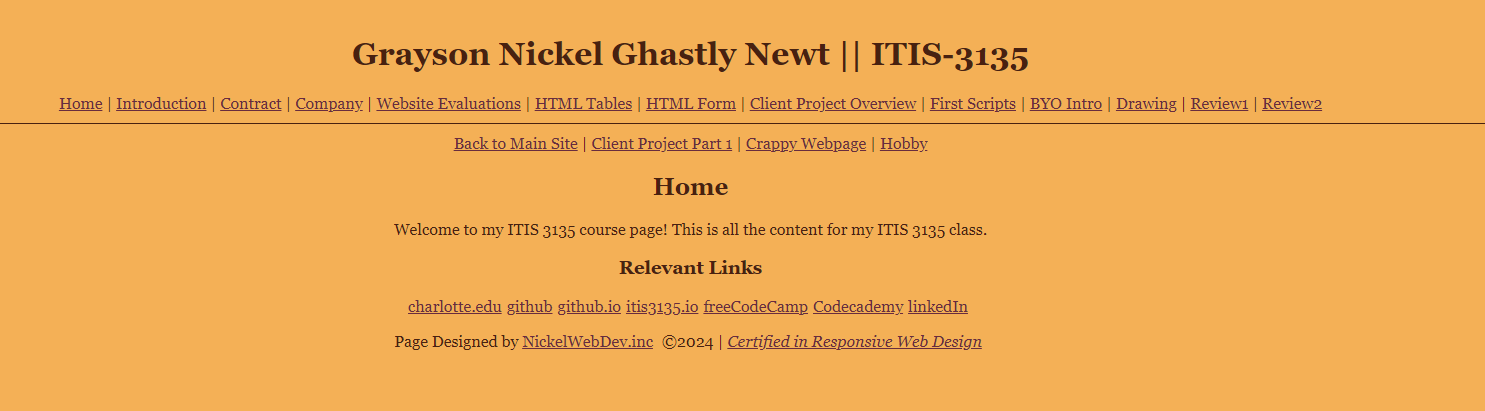 Grayson Nickel Ghastly Newt || ITIS-3135
Home | Introduction | Contract | Company | Website Evaluations | HTML Tables | HTML Form | Client Project Overview | First Scripts | BYO Intro | Drawing | Review1 | Review2
Back to Main Site | Client Project Part 1 | Crappy Webpage | Hobby
Home
Welcome to my ITIS 3135 course page! This is all the content for my ITIS 3135 class.
Relevant Links
charlotte.edu github github.io itis3135.io freeCodeCamp Codecademy linkedIn
Page Designed by NickelWebDev.inc ©2024 | Certified in Responsive Web Design